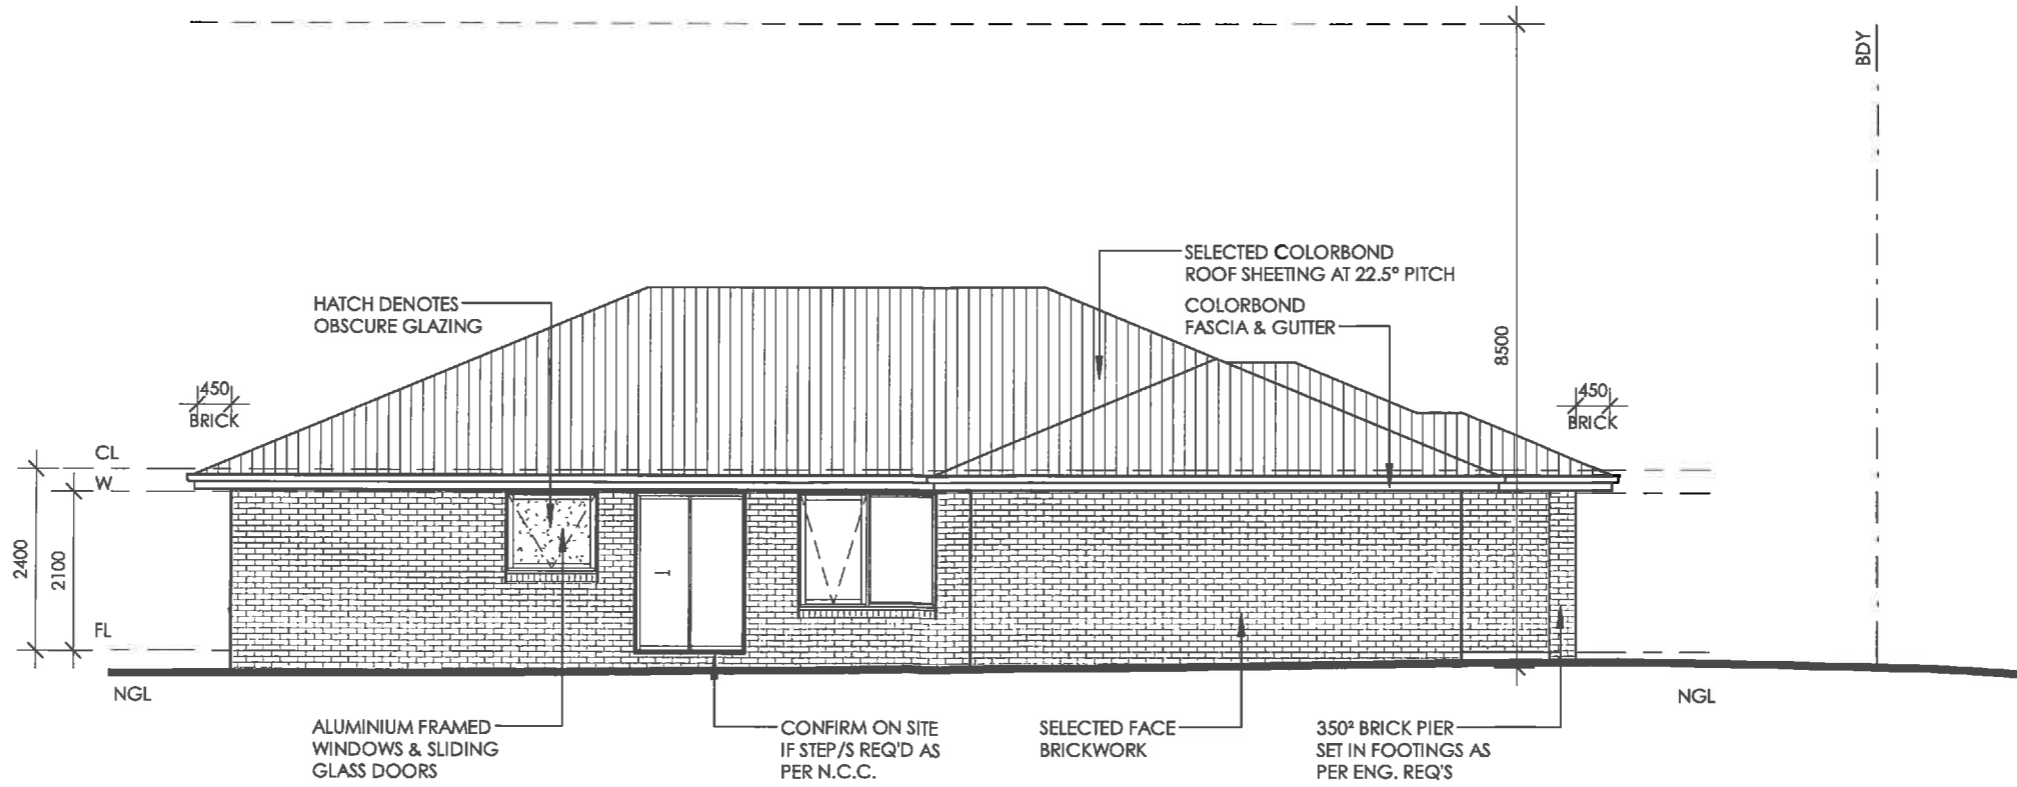 BDY
8500
SELECTED COLORBOND
ROOF SHEETING AT 22.5° PITCH
COLORBOND
FASCIA & GUTTER
HATCH DENOTES
OBSCURE GLAZING
450
BRICK
450
BRICK
CL
W
2400
2100
FL
NGL
NGL
ALUMINIUM FRAMED
WINDOWS & SLIDING
GLASS DOORS
CONFIRM ON SITE
IF STEP/S REQ'D AS
PER N.C.C.
SELECTED FACE
BRICKWORK
350² BRICK PIER
SET IN FOOTINGS AS
PER ENG. REQ'S